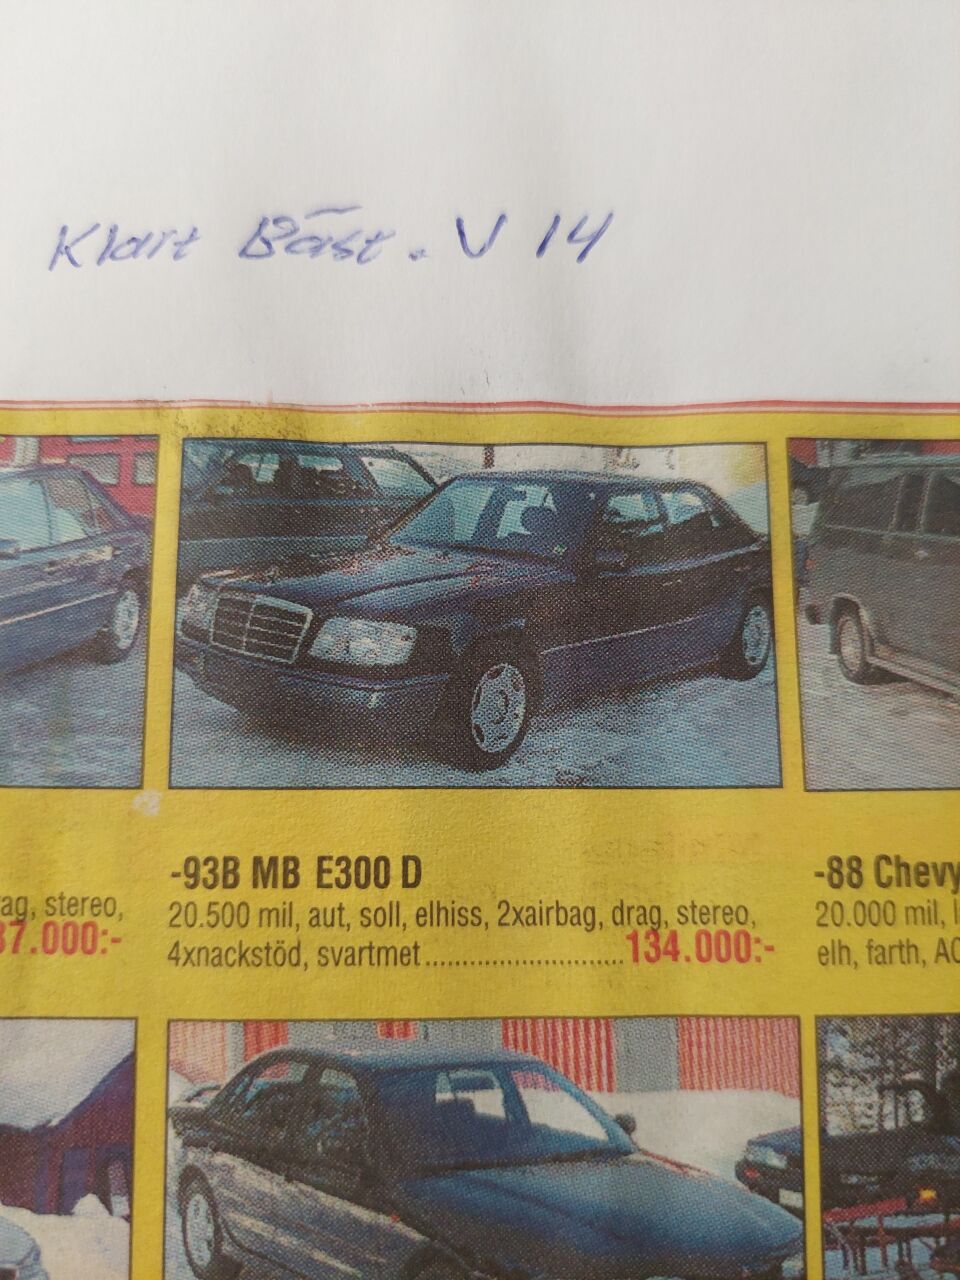 Klart Bäst. V 14
-93B MB E300 D
20.500 mil, aut, soll, elhiss, 2xairbag, drag, stereo,
4xnackstöd, svartmet..........................134.000:-
stereo,
37.000:-
-88 Chevy
20.000 mil,
elh, farth, AC